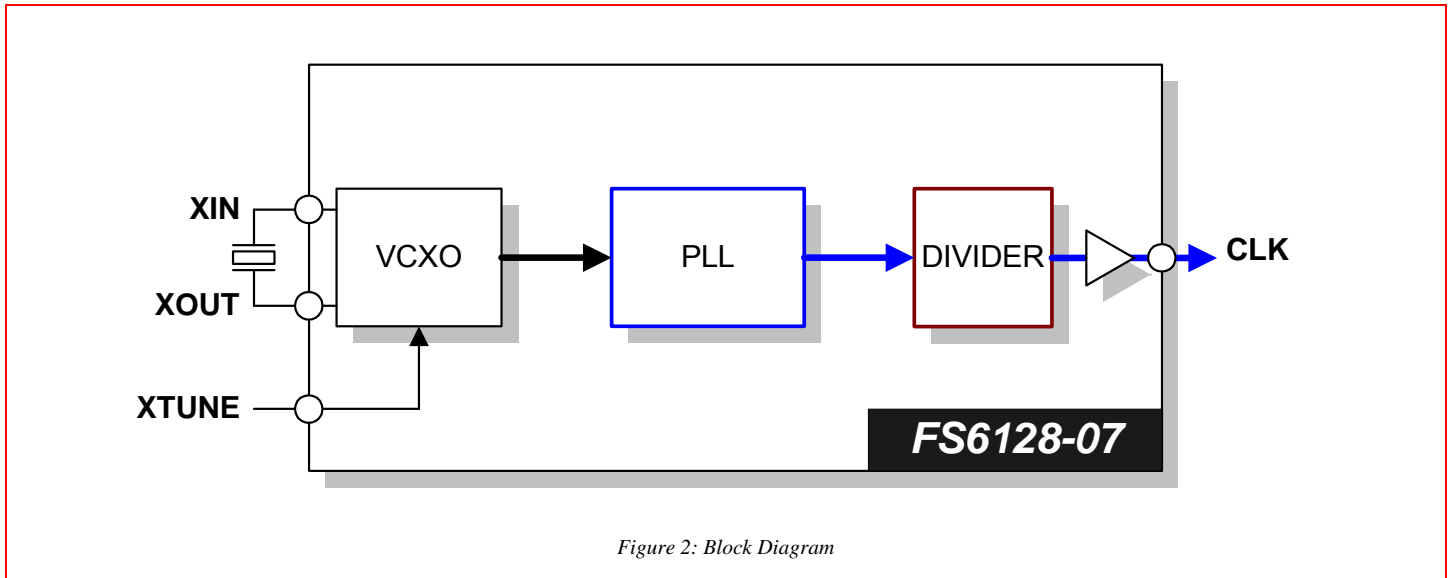 XIN
XOUT
XTUNE
VCXO
PLL
DIVIDER
CLK
FS6128-07
Figure 2: Block Diagram